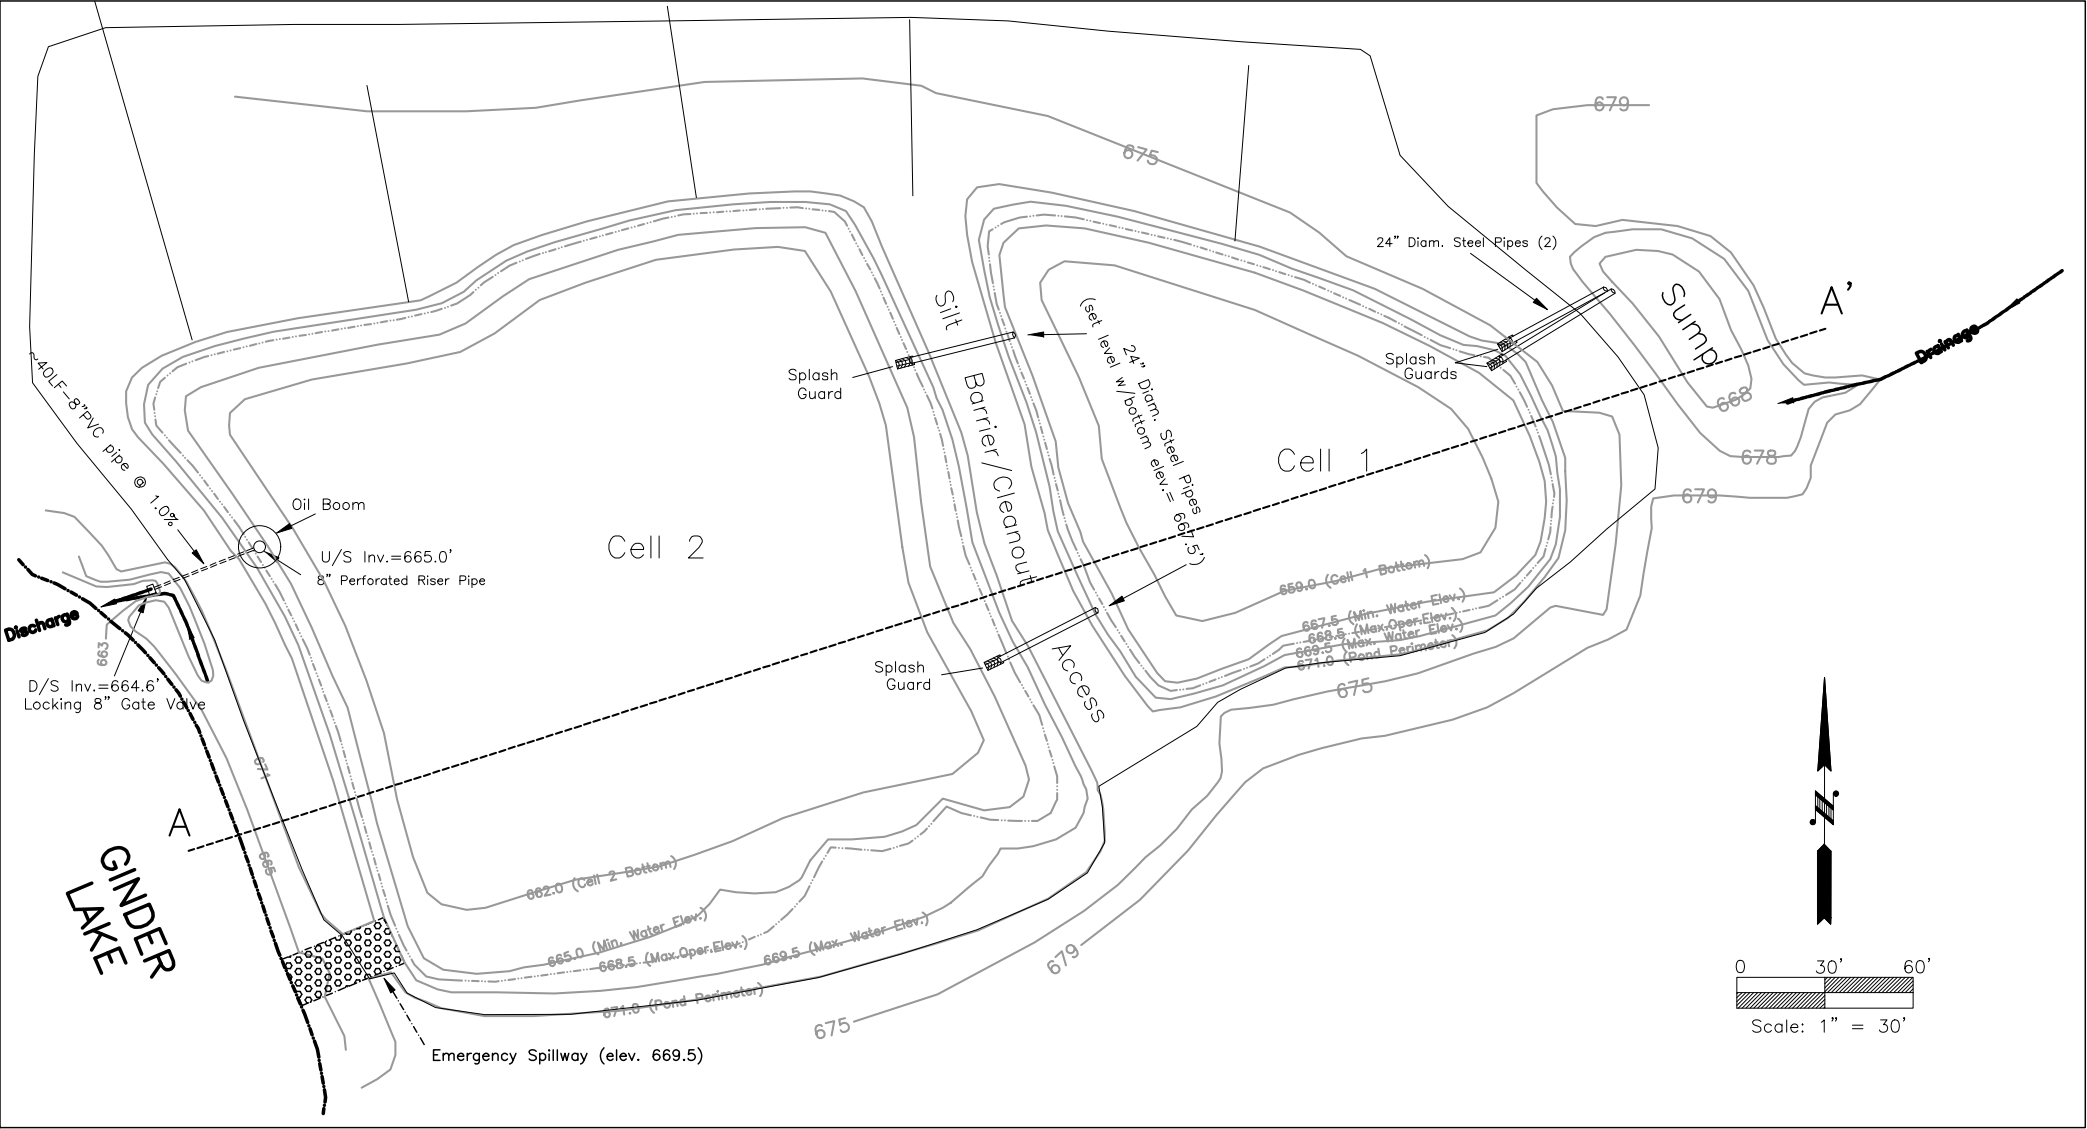 679
675
24" Diam. Steel Pipes (2)
Sump
A'
Drainage
Silt
Barrier/Cleanout
Access
24" Diam. Steel Pipes
(set level w/bottom elev.= 667.5')
Splash
Guard
Splash
Guards
668
678
679
~40LF-8"PVC pipe @ 1.0%
Oil Boom
U/S Inv.=665.0'
8" Perforated Riser Pipe
Cell 2
Cell 1
659.0 (Cell 1 Bottom)
667.5 (Min. Water Elev.)
668.5 (Max.Oper.Elev.)
669.5 (Max. Water Elev.)
671.0 (Pond Perimeter)
675
Discharge
663
D/S Inv.=664.6'
Locking 8" Gate Valve
Splash
Guard
671
A
665
GINDER
LAKE
662.0 (Cell 2 Bottom)
665.0 (Min. Water Elev.)
668.5 (Max.Oper.Elev.)
669.5 (Max. Water Elev.)
671.0 (Pond Perimeter)
679
675
Emergency Spillway (elev. 669.5)
N
0 30' 60'
Scale: 1" = 30'